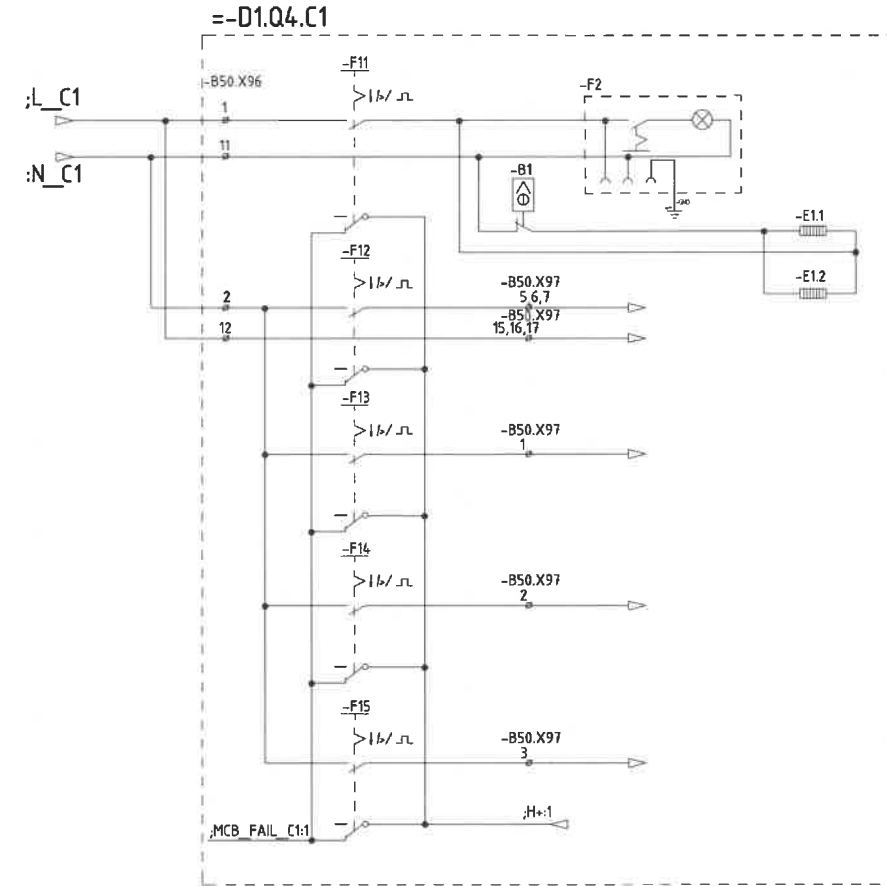 =-D1.Q4.C1
-F11
-B50.X96
-F2
;L_C1
1
11
:N_C1
-B1
-GND
-E1.1
-F12
-E1.2
-B50.X97
2
5,6,7
-B50.X97
12
15,16,17
-F13
-B50.X97
1
-F14
-B50.X97
2
-F15
-B50.X97
3
;H+:1
;MCB_FAIL_C1:1